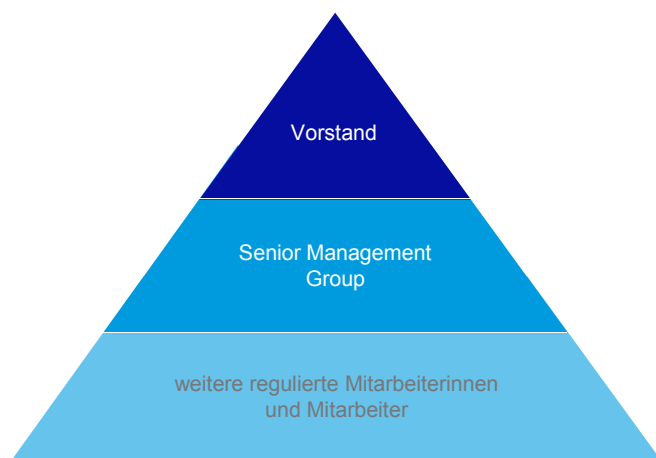 Vorstand
Senior Management
Group
weitere regulierte Mitarbeiterinnen
und Mitarbeiter